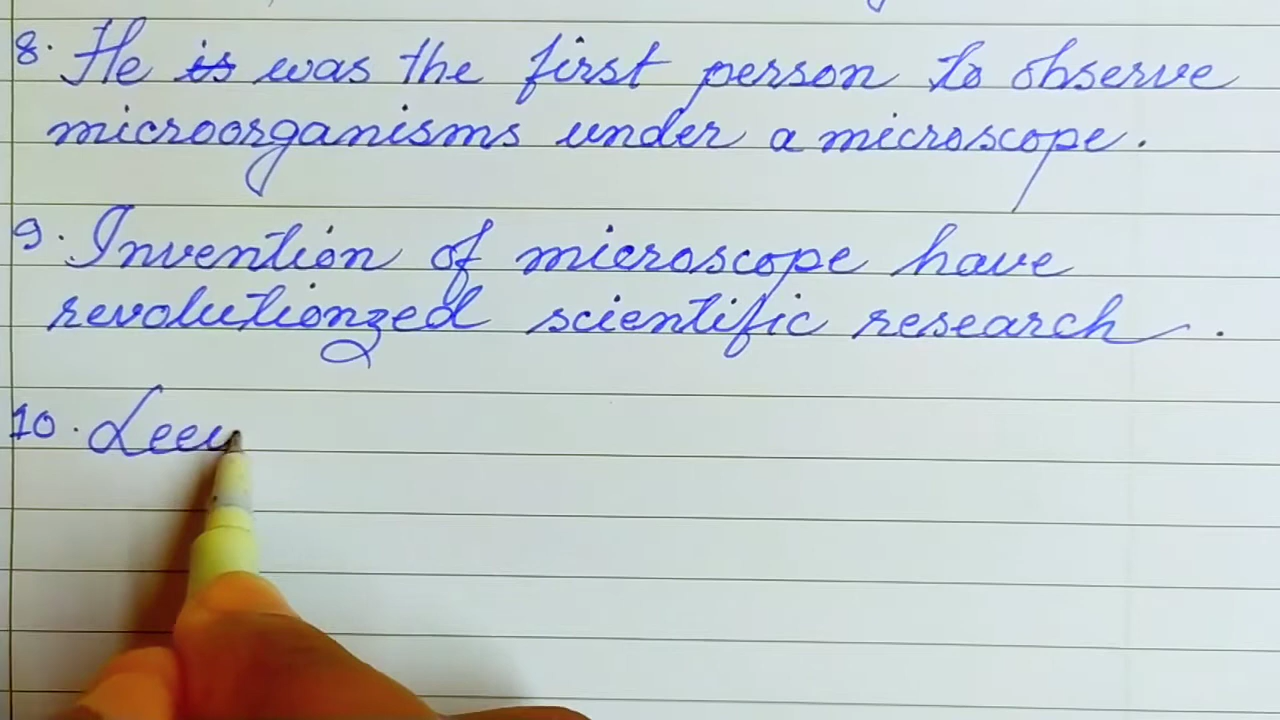 8. He is was the first person to observe
microorganisms under a microscope.
9. Invention of microscope have
revolutionzed scientific research.
10. Leeu